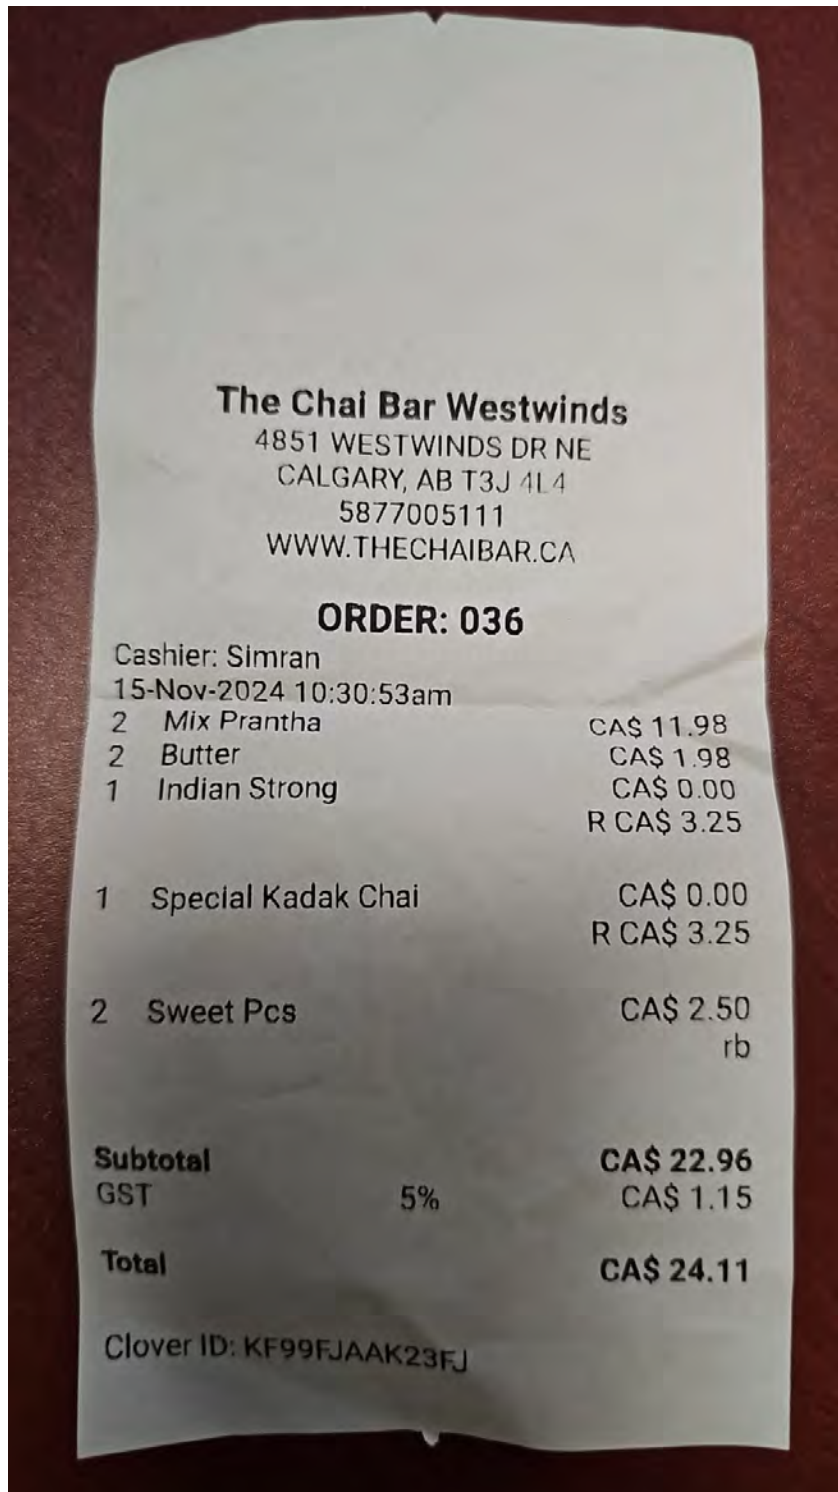 The Chai Bar Westwinds
4851 WESTWINDS DR NE
CALGARY, AB T3J 4L4
5877005111
WWW.THECHAIBAR.CA
ORDER: 036
Cashier: Simran
15-Nov-2024 10:30:53am
2 Mix Prantha CA$ 11.98
2 Butter CA$ 1.98
1 Indian Strong CA$ 0.00
R CA$ 3.25
1 Special Kadak Chai CA$ 0.00
R CA$ 3.25
2 Sweet Pcs CA$ 2.50
rb
Subtotal CA$ 22.96
GST 5% CA$ 1.15
Total CA$ 24.11
Clover ID: KF99FJAAK23FJ